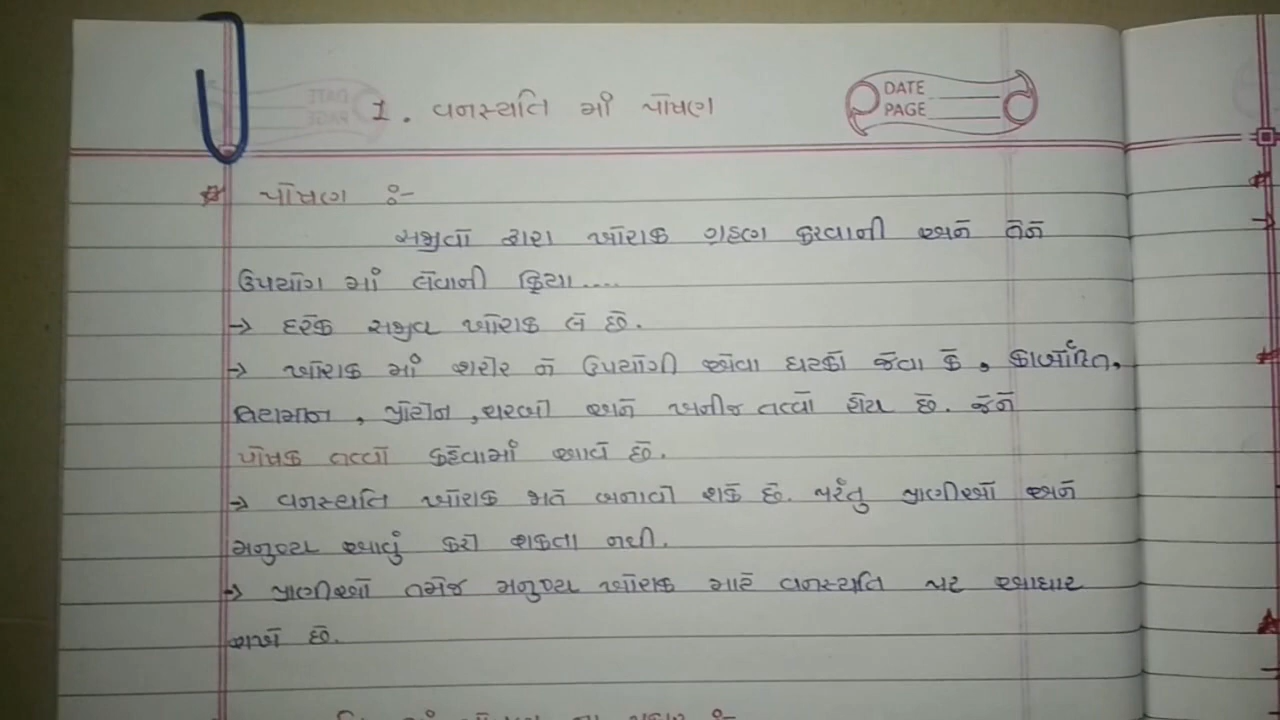 DATE
PAGE
1. વનસ્પતિ માં પોષણ
* પોષણ :-
સજીવો દ્વારા ખોરાક ગ્રહણ કરવાની અને તેને
ઉપયોગ માં લેવાની ક્રિયા....
→ દરેક સજીવ ખોરાક લે છે.
→ ખોરાક માં શરીર ને ઉપયોગી એવા ઘટકો જેવા કે, કાર્બોદિત,
વિટામીન, પ્રોટીન, ચરબી અને ખનીજ તત્વો હોય છે. જેને
પોષક તત્વો કહેવામાં આવે છે.
→ વનસ્પતિ ખોરાક જાતે બનાવી શકે છે. પરંતુ પ્રાણીઓ અને
મનુષ્ય આવું કરી શકતા નથી.
→ પ્રાણીઓ તેમજ મનુષ્ય ખોરાક માટે વનસ્પતિ પર આધાર
રાખે છે.